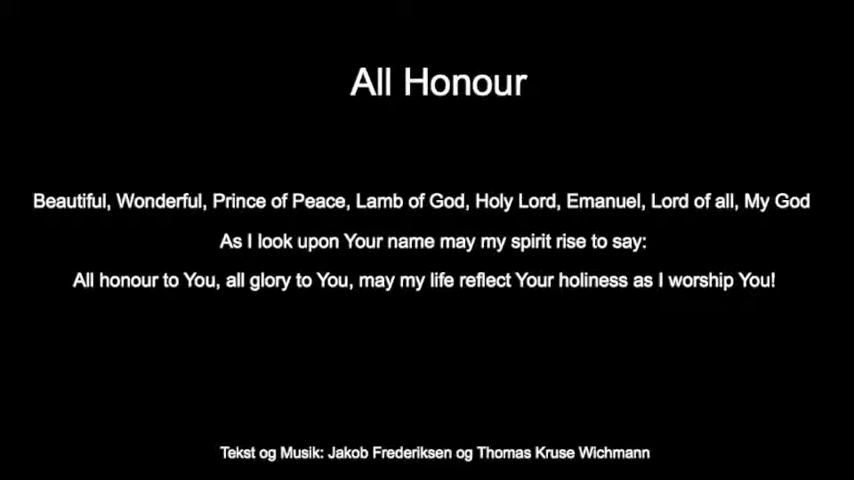 All Honour
Beautiful, Wonderful, Prince of Peace, Lamb of God, Holy Lord, Emanuel, Lord of all, My God
As I look upon Your name may my spirit rise to say:
All honour to You, all glory to You, may my life reflect Your holiness as I worship You!
Tekst og Musik: Jakob Frederiksen og Thomas Kruse Wichmann